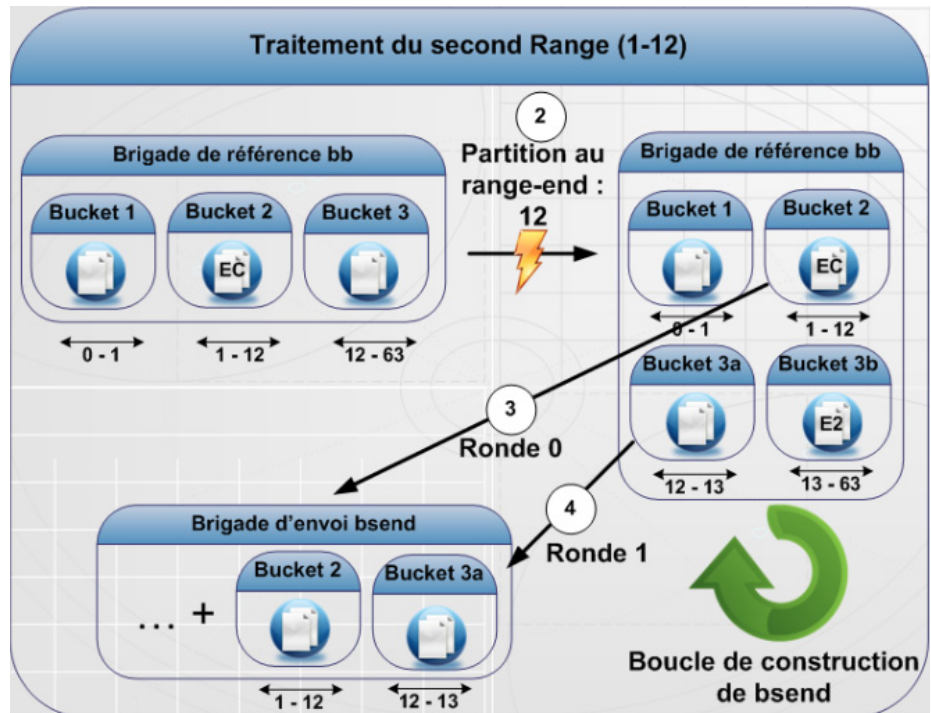 Traitement du second Range (1-12)
2
Partition au
range-end :
12
Brigade de référence bb
Bucket 1
Bucket 2
EC
Bucket 3
0 - 1
1 - 12
12 - 63
Brigade de référence bb
Bucket 1
Bucket 2
EC
0 - 1
1 - 12
Bucket 3a
Bucket 3b
E2
12 - 13
13 - 63
3
Ronde 0
4
Ronde 1
Brigade d'envoi bsend
... +
Bucket 2
Bucket 3a
1 - 12
12 - 13
Boucle de construction
de bsend